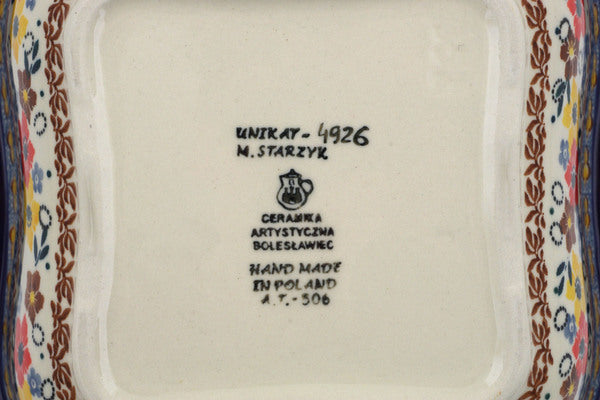 UNIKAT - 4926
M. STARZYK
CERAMIKA
ARTYSTYCZNA
BOLESŁAWIEC
HAND MADE
IN POLAND
A.T. - 306